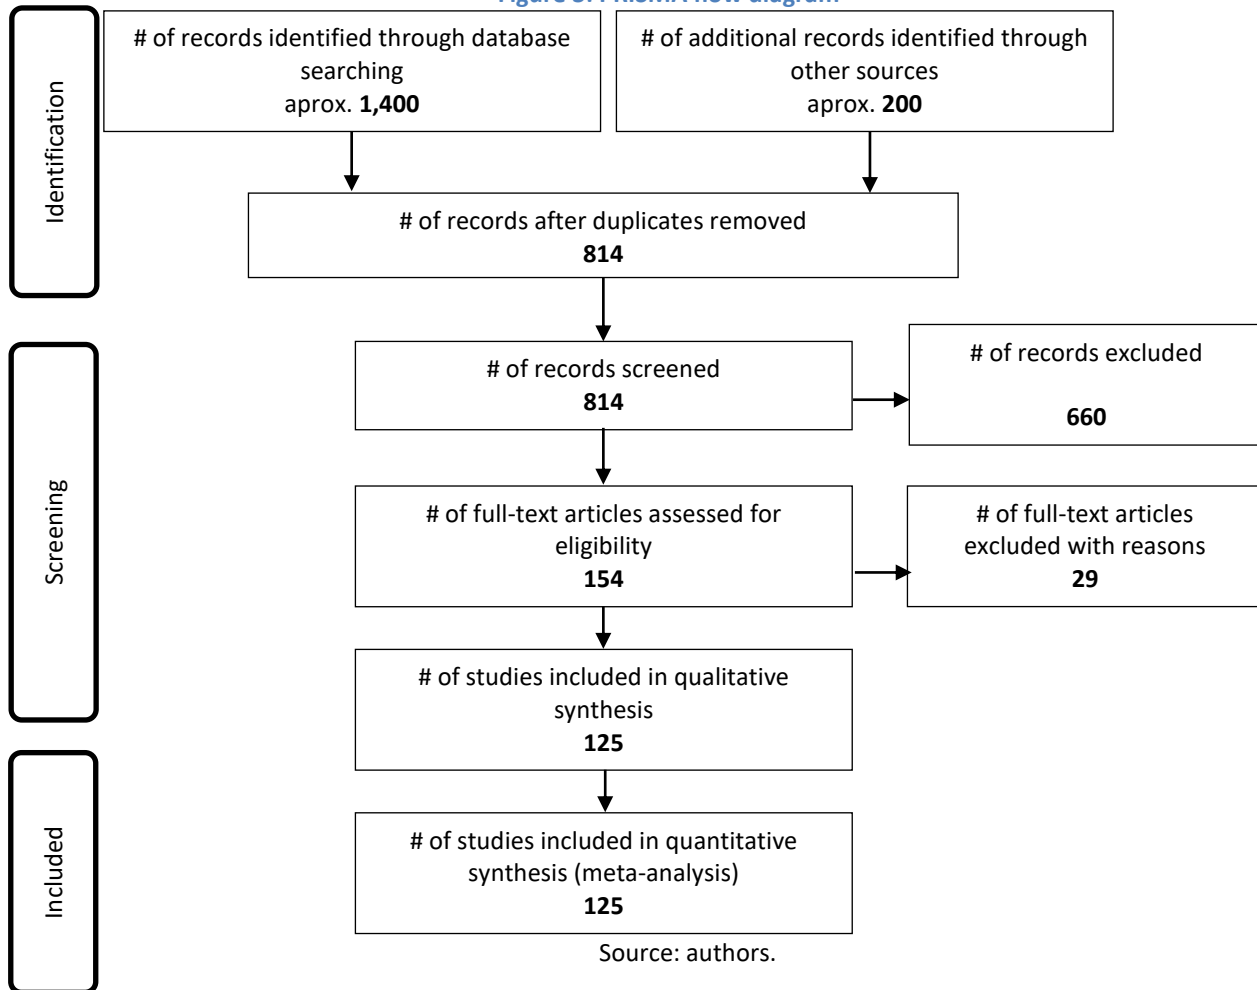 Identification
# of records identified through database
searching
aprox. 1,400
# of additional records identified through
other sources
aprox. 200
# of records after duplicates removed
814
Screening
# of records screened
814
# of records excluded
660
# of full-text articles assessed for
eligibility
154
# of full-text articles
excluded with reasons
29
# of studies included in qualitative
synthesis
125
Included
# of studies included in quantitative
synthesis (meta-analysis)
125
Source: authors.